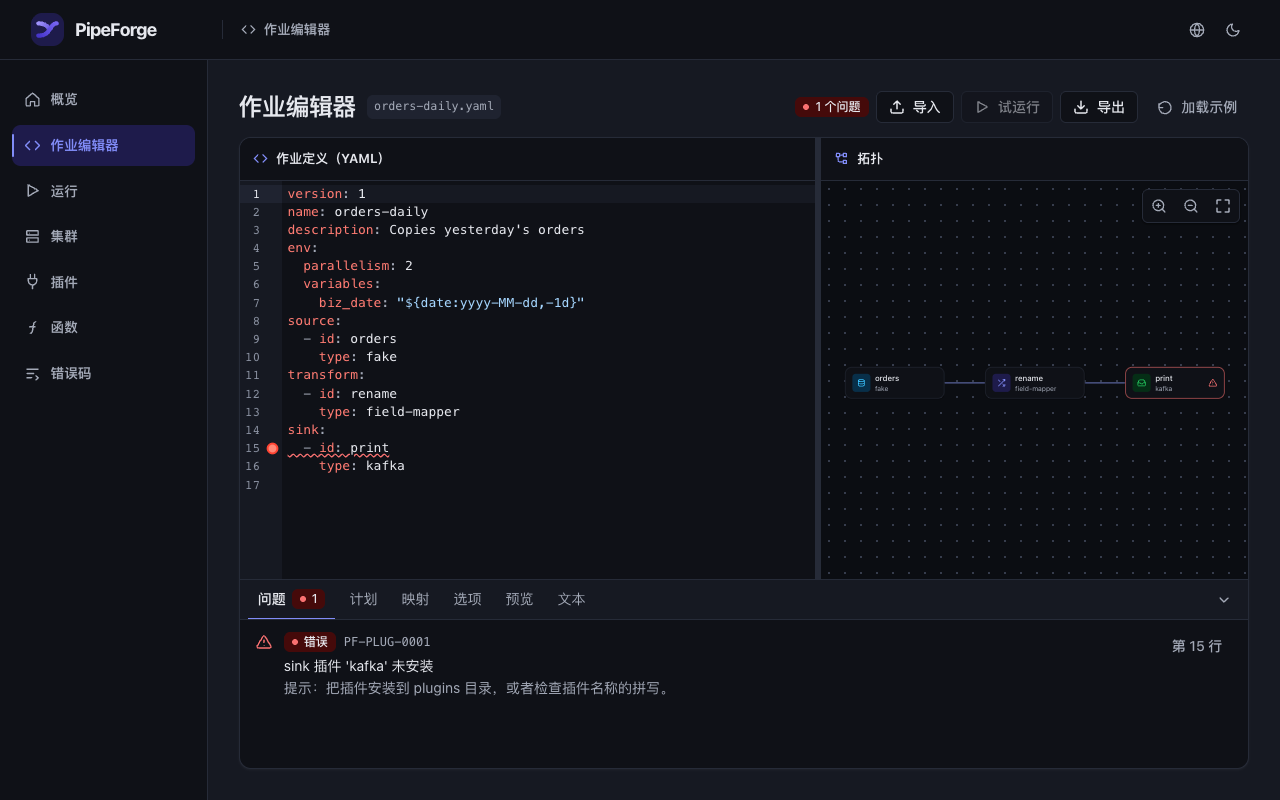 PipeForge
作业编辑器
概览
作业编辑器
运行
集群
插件
函数
错误码
作业编辑器 orders-daily.yaml
1 个问题 导入 试运行 导出 加载示例
作业定义（YAML）
1 version: 1
2 name: orders-daily
3 description: Copies yesterday's orders
4 env:
5 parallelism: 2
6 variables:
7 biz_date: "${date:yyyy-MM-dd,-1d}"
8 source:
9 - id: orders
10 type: fake
11 transform:
12 - id: rename
13 type: field-mapper
14 sink:
15 - id: print
16 type: kafka
17
拓扑
orders
fake
rename
field-mapper
print
kafka
问题 1 计划 映射 选项 预览 文本
错误 PF-PLUG-0001
第 15 行
sink 插件 'kafka' 未安装
提示：把插件安装到 plugins 目录，或者检查插件名称的拼写。